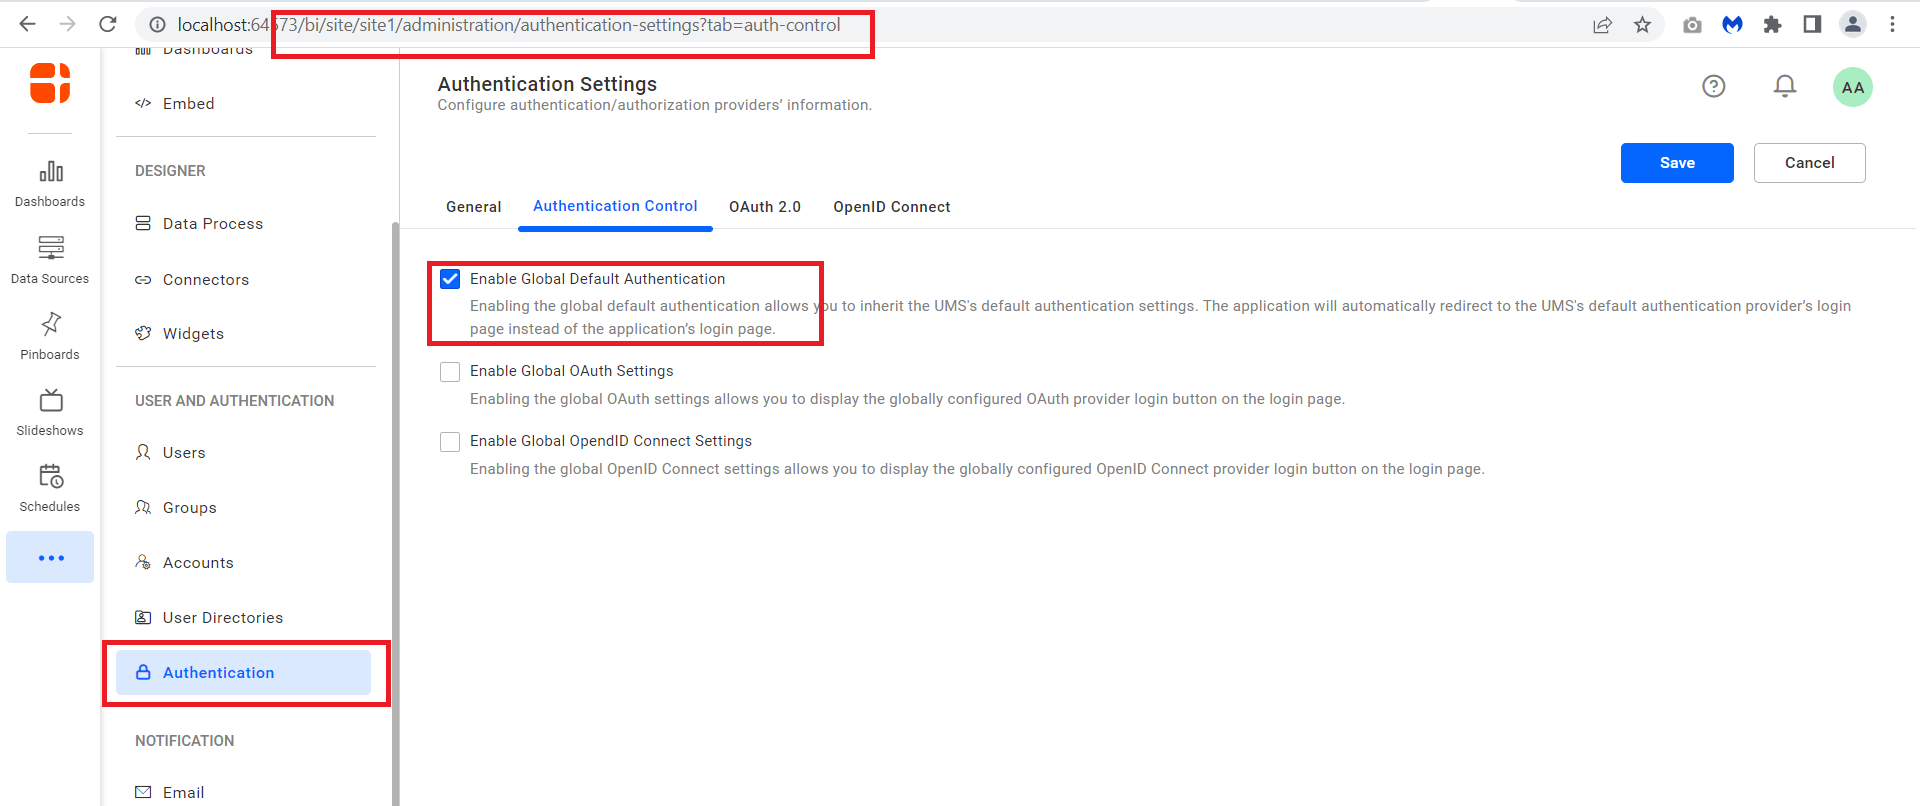 localhost:64573/bi/site/site1/administration/authentication-settings?tab=auth-control
Dashboards
Embed
DESIGNER
Data Process
Connectors
Widgets
USER AND AUTHENTICATION
Users
Groups
Accounts
User Directories
Authentication
NOTIFICATION
Email
Dashboards
Data Sources
Pinboards
Slideshows
Schedules
Authentication Settings
Configure authentication/authorization providers’ information.
AA
Save
Cancel
General
Authentication Control
OAuth 2.0
OpenID Connect
Enable Global Default Authentication
Enabling the global default authentication allows you to inherit the UMS's default authentication settings. The application will automatically redirect to the UMS's default authentication provider’s login
page instead of the application’s login page.
Enable Global OAuth Settings
Enabling the global OAuth settings allows you to display the globally configured OAuth provider login button on the login page.
Enable Global OpendID Connect Settings
Enabling the global OpenID Connect settings allows you to display the globally configured OpenID Connect provider login button on the login page.